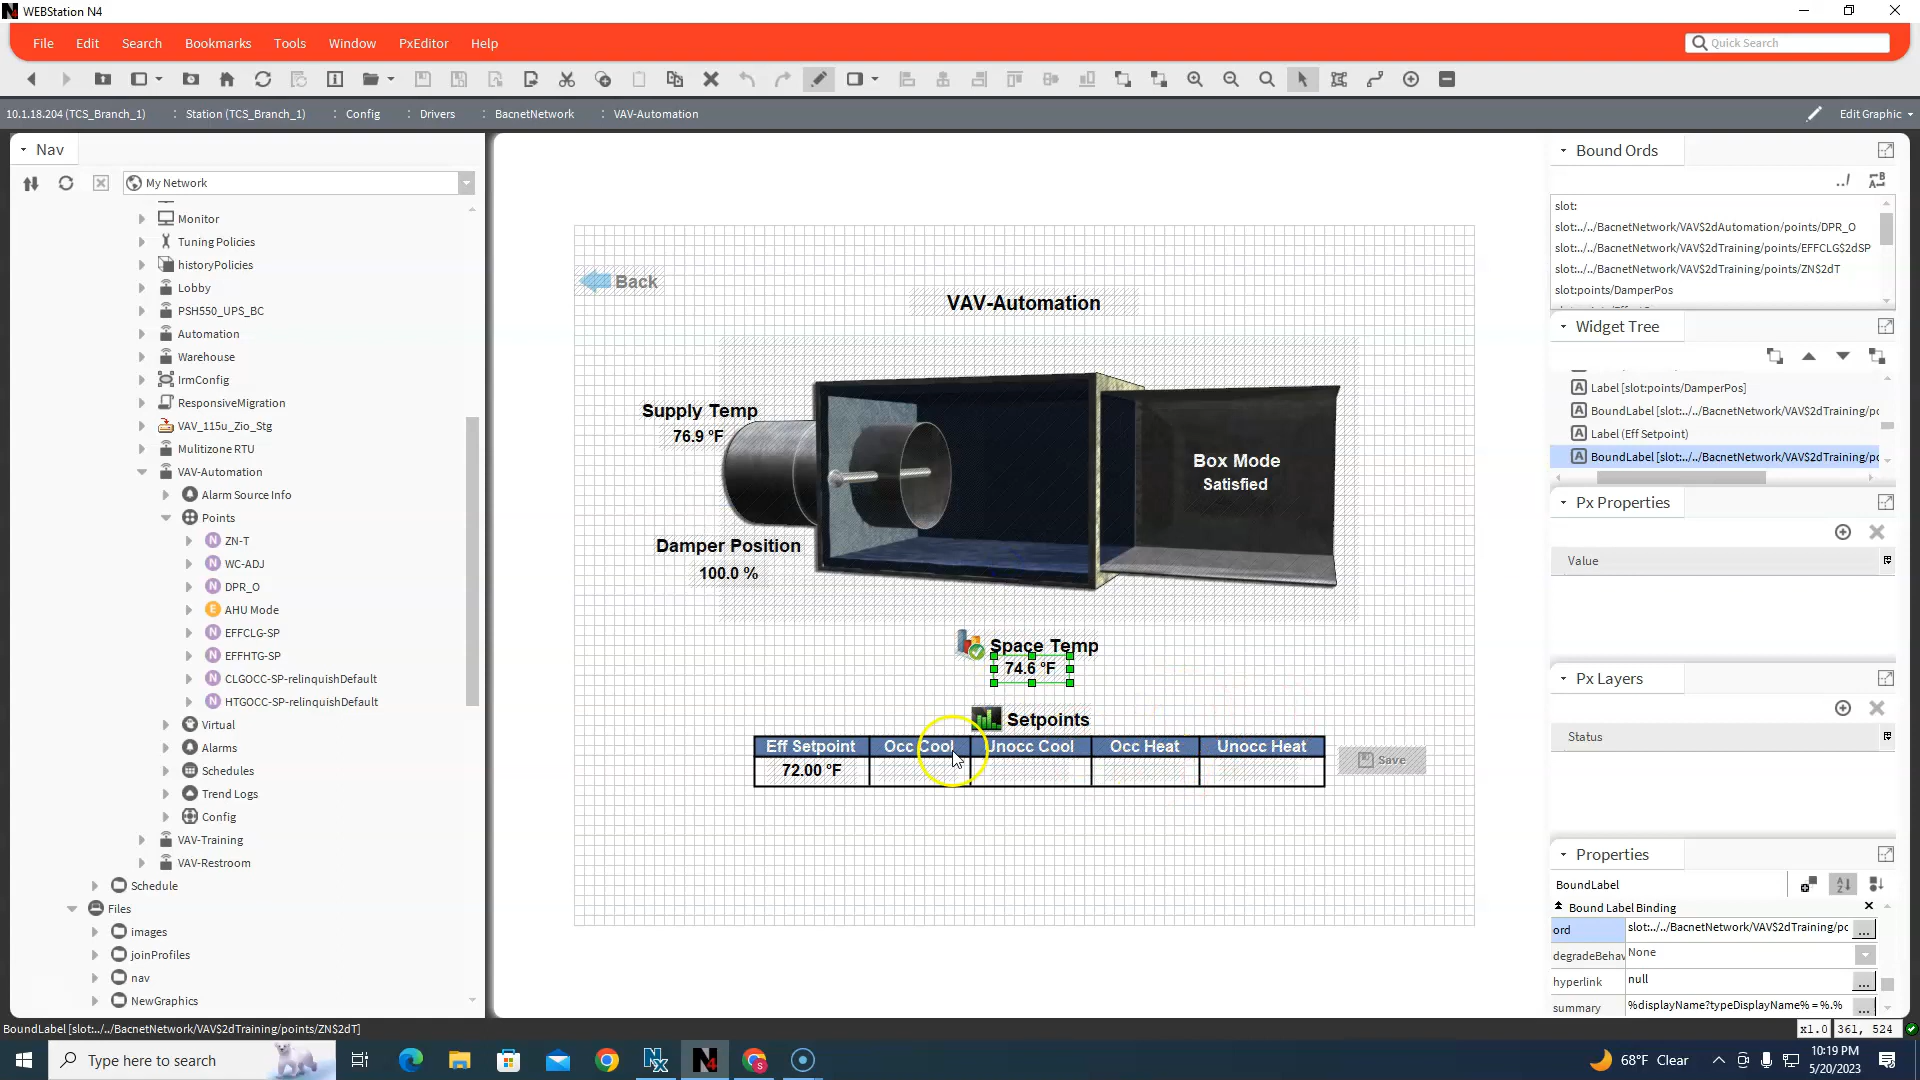 WEBStation N4
File Edit Search Bookmarks Tools Window PxEditor Help
Quick Search
10.1.18.204 (TCS_Branch_1) : Station (TCS_Branch_1) : Config : Drivers : BacnetNetwork : VAV-Automation
Edit Graphic
Nav
My Network
Monitor
Tuning Policies
historyPolicies
Lobby
PSH550_UPS_BC
Automation
Warehouse
IrmConfig
ResponsiveMigration
VAV_115u_Zio_Stg
Multizone RTU
VAV-Automation
Alarm Source Info
Points
ZN-T
WC-ADJ
DPR_O
AHU Mode
EFFCLG-SP
EFFHTG-SP
CLGOCC-SP-relinquishDefault
HTGOCC-SP-relinquishDefault
Virtual
Alarms
Schedules
Trend Logs
Config
VAV-Training
VAV-Restroom
Schedule
Files
images
joinProfiles
nav
NewGraphics
Back
VAV-Automation
Supply Temp
76.9 °F
Box Mode
Satisfied
Damper Position
100.0 %
Space Temp
74.6 °F
Setpoints
Eff Setpoint Occ Cool Unocc Cool Occ Heat Unocc Heat
72.00 °F
Save
Bound Ords
slot:
slot:../../BacnetNetwork/VAV$2dAutomation/points/DPR_O
slot:../../BacnetNetwork/VAV$2dTraining/points/EFFCLG$2dSP
slot:../../BacnetNetwork/VAV$2dTraining/points/ZN$2dT
slot:points/DamperPos
Widget Tree
Label [slot:points/DamperPos]
BoundLabel [slot:../../BacnetNetwork/VAV$2dTraining/po
Label (Eff Setpoint)
BoundLabel [slot:../../BacnetNetwork/VAV$2dTraining/po
Px Properties
Value
Px Layers
Status
Properties
BoundLabel
Bound Label Binding
ord slot:../../BacnetNetwork/VAV$2dTraining/pc ...
degradeBehav None
hyperlink null ...
summary %displayName?typeDisplayName% = %.% ...
BoundLabel [slot:../../BacnetNetwork/VAV$2dTraining/points/ZN$2dT]
x1.0 361, 524
Type here to search
68°F Clear
10:19 PM
5/20/2023